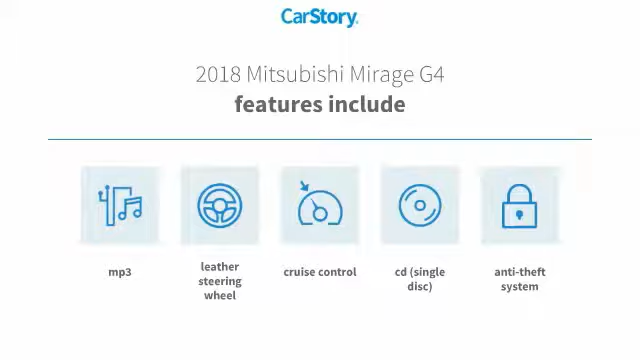 CarStory.
2018 Mitsubishi Mirage G4
features include
mp3
leather
steering
wheel
cruise control
cd (single
disc)
anti-theft
system